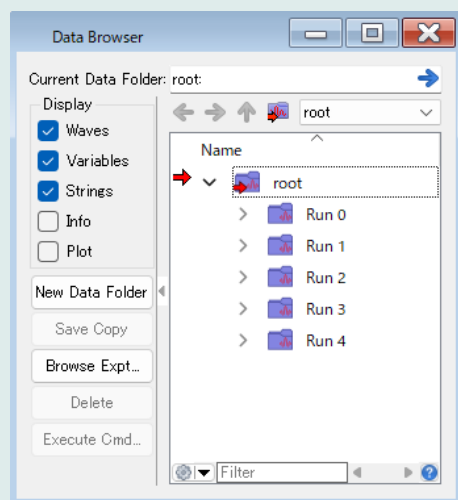 Data Browser
Current Data Folder: root:
Display
Waves
Variables
Strings
Info
Plot
New Data Folder
Save Copy
Browse Expt...
Delete
Execute Cmd...
root
Name
root
Run 0
Run 1
Run 2
Run 3
Run 4
Filter